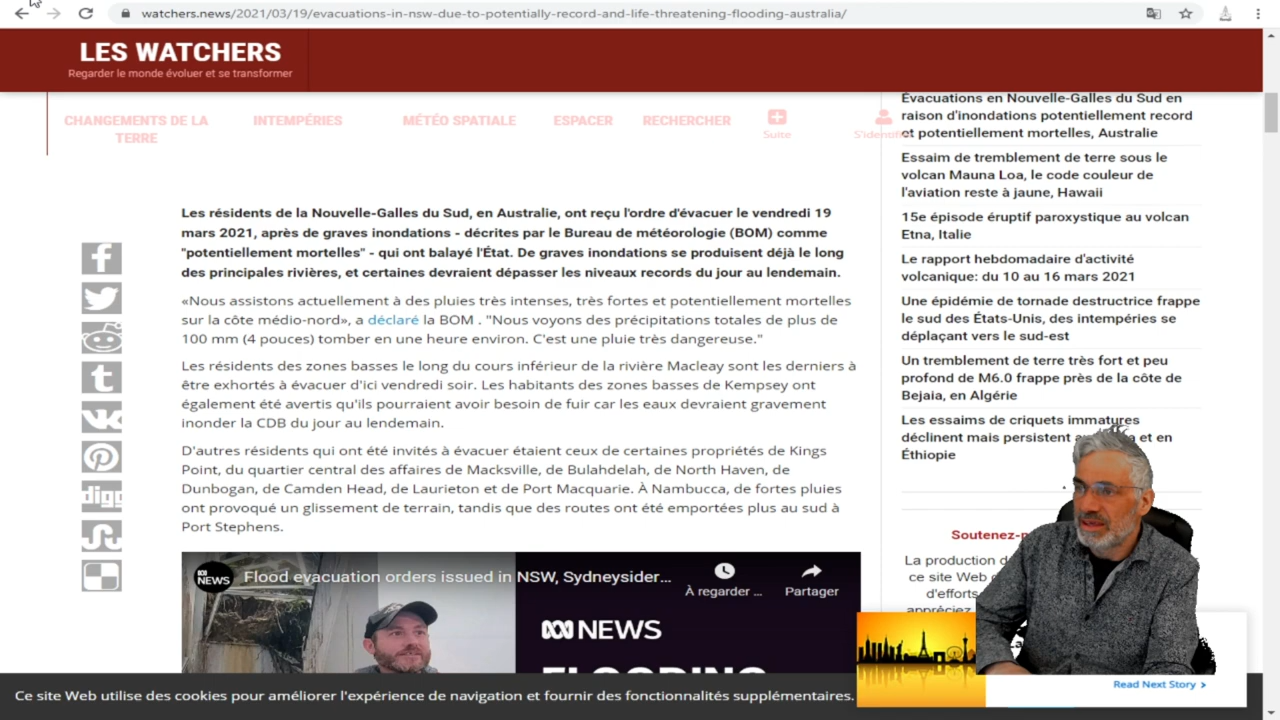 watchers.news/2021/03/19/evacuations-in-nsw-due-to-potentially-record-and-life-threatening-flooding-australia/
LES WATCHERS
Regarder le monde évoluer et se transformer
CHANGEMENTS DE LA
TERRE
INTEMPÉRIES
MÉTÉO SPATIALE
ESPACER
RECHERCHER
Suite
Les résidents de la Nouvelle-Galles du Sud, en Australie, ont reçu l'ordre d'évacuer le vendredi 19
mars 2021, après de graves inondations - décrites par le Bureau de météorologie (BOM) comme
"potentiellement mortelles" - qui ont balayé l'État. De graves inondations se produisent déjà le long
des principales rivières, et certaines devraient dépasser les niveaux records du jour au lendemain.
«Nous assistons actuellement à des pluies très intenses, très fortes et potentiellement mortelles
sur la côte médio-nord», a déclaré la BOM . "Nous voyons des précipitations totales de plus de
100 mm (4 pouces) tomber en une heure environ. C'est une pluie très dangereuse."
Les résidents des zones basses le long du cours inférieur de la rivière Macleay sont les derniers à
être exhortés à évacuer d'ici vendredi soir. Les habitants des zones basses de Kempsey ont
également été avertis qu'ils pourraient avoir besoin de fuir car les eaux devraient gravement
inonder la CDB du jour au lendemain.
D'autres résidents qui ont été invités à évacuer étaient ceux de certaines propriétés de Kings
Point, du quartier central des affaires de Macksville, de Bulahdelah, de North Haven, de
Dunbogan, de Camden Head, de Laurieton et de Port Macquarie. À Nambucca, de fortes pluies
ont provoqué un glissement de terrain, tandis que des routes ont été emportées plus au sud à
Port Stephens.
digg
NEWS
Flood evacuation orders issued in NSW, Sydneysider...
À regarder ...
Partager
NEWS
FLOODING
Évacuations en Nouvelle-Galles du Sud en
raison d'inondations potentiellement record
et potentiellement mortelles, Australie
Essaim de tremblement de terre sous le
volcan Mauna Loa, le code couleur de
l'aviation reste à jaune, Hawaii
15e épisode éruptif paroxystique au volcan
Etna, Italie
Le rapport hebdomadaire d'activité
volcanique: du 10 au 16 mars 2021
Une épidémie de tornade destructrice frappe
le sud des États-Unis, des intempéries se
déplaçant vers le sud-est
Un tremblement de terre très fort et peu
profond de M6.0 frappe près de la côte de
Bejaia, en Algérie
Les essaims de criquets immatures
déclinent mais persistent et en
Éthiopie
La production d
ce site Web
d'efforts
Read Next Story
Ce site Web utilise des cookies pour améliorer l'expérience de navigation et fournir des fonctionnalités supplémentaires.